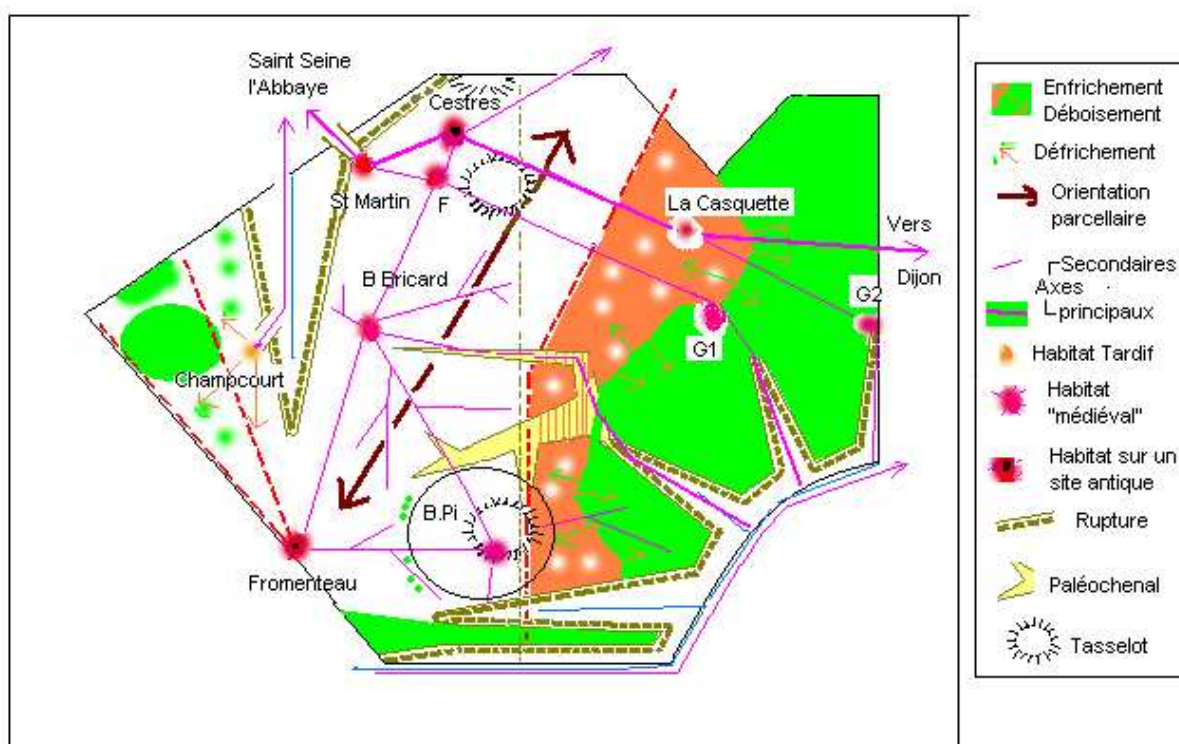 Saint Seine
l'Abbaye
Cestres
St Martin
F
La Casquette
Vers
Dijon
B Bricard
G2
G1
Champcourt
B.Pi
Fromenteau
Enfrichement
Déboisement
Défrichement
Orientation
parcellaire
Secondaires
Axes
principaux
Habitat Tardif
Habitat
"médiéval"
Habitat sur un
site antique
Rupture
Paléochenal
Tasselot